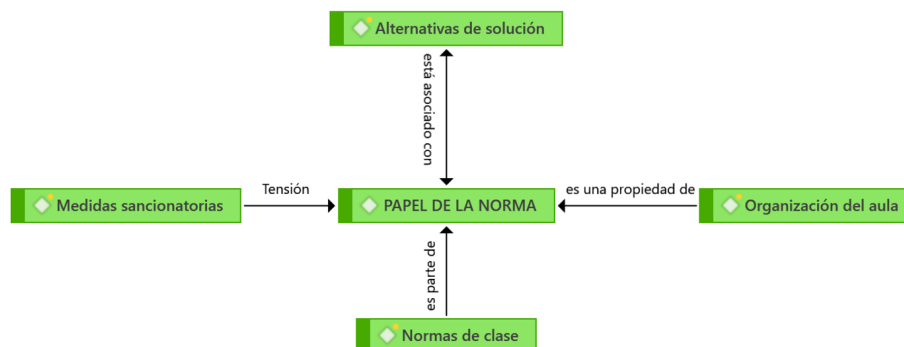 Alternativas de solución
está asociado con
Medidas sancionatorias
Tensión
PAPEL DE LA NORMA
es una propiedad de
Organización del aula
es parte de
Normas de clase